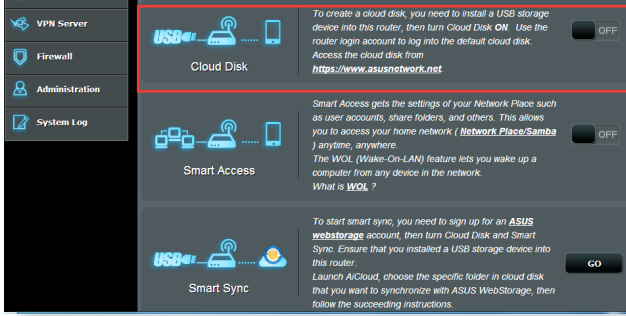 VPN Server
Firewall
Administration
System Log
USB
Cloud Disk
To create a cloud disk, you need to install a USB storage
device into this router, then turn Cloud Disk ON. Use the
router login account to log into the default cloud disk.
Access the cloud disk from
https://www.asusnetwork.net.
OFF
Smart Access
Smart Access gets the settings of your Network Place such
as user accounts, share folders, and others. This allows
you to access your home network ( Network Place/Samba
) anytime, anywhere.
The WOL (Wake-On-LAN) feature lets you wake up a
computer from any device in the network.
What is WOL ?
OFF
USB
Smart Sync
To start smart sync, you need to sign up for an ASUS
webstorage account, then turn Cloud Disk and Smart
Sync. Ensure that you installed a USB storage device into
this router.
Launch AiCloud, choose the specific folder in cloud disk
that you want to synchronize with ASUS WebStorage, then
follow the succeeding instructions.
GO